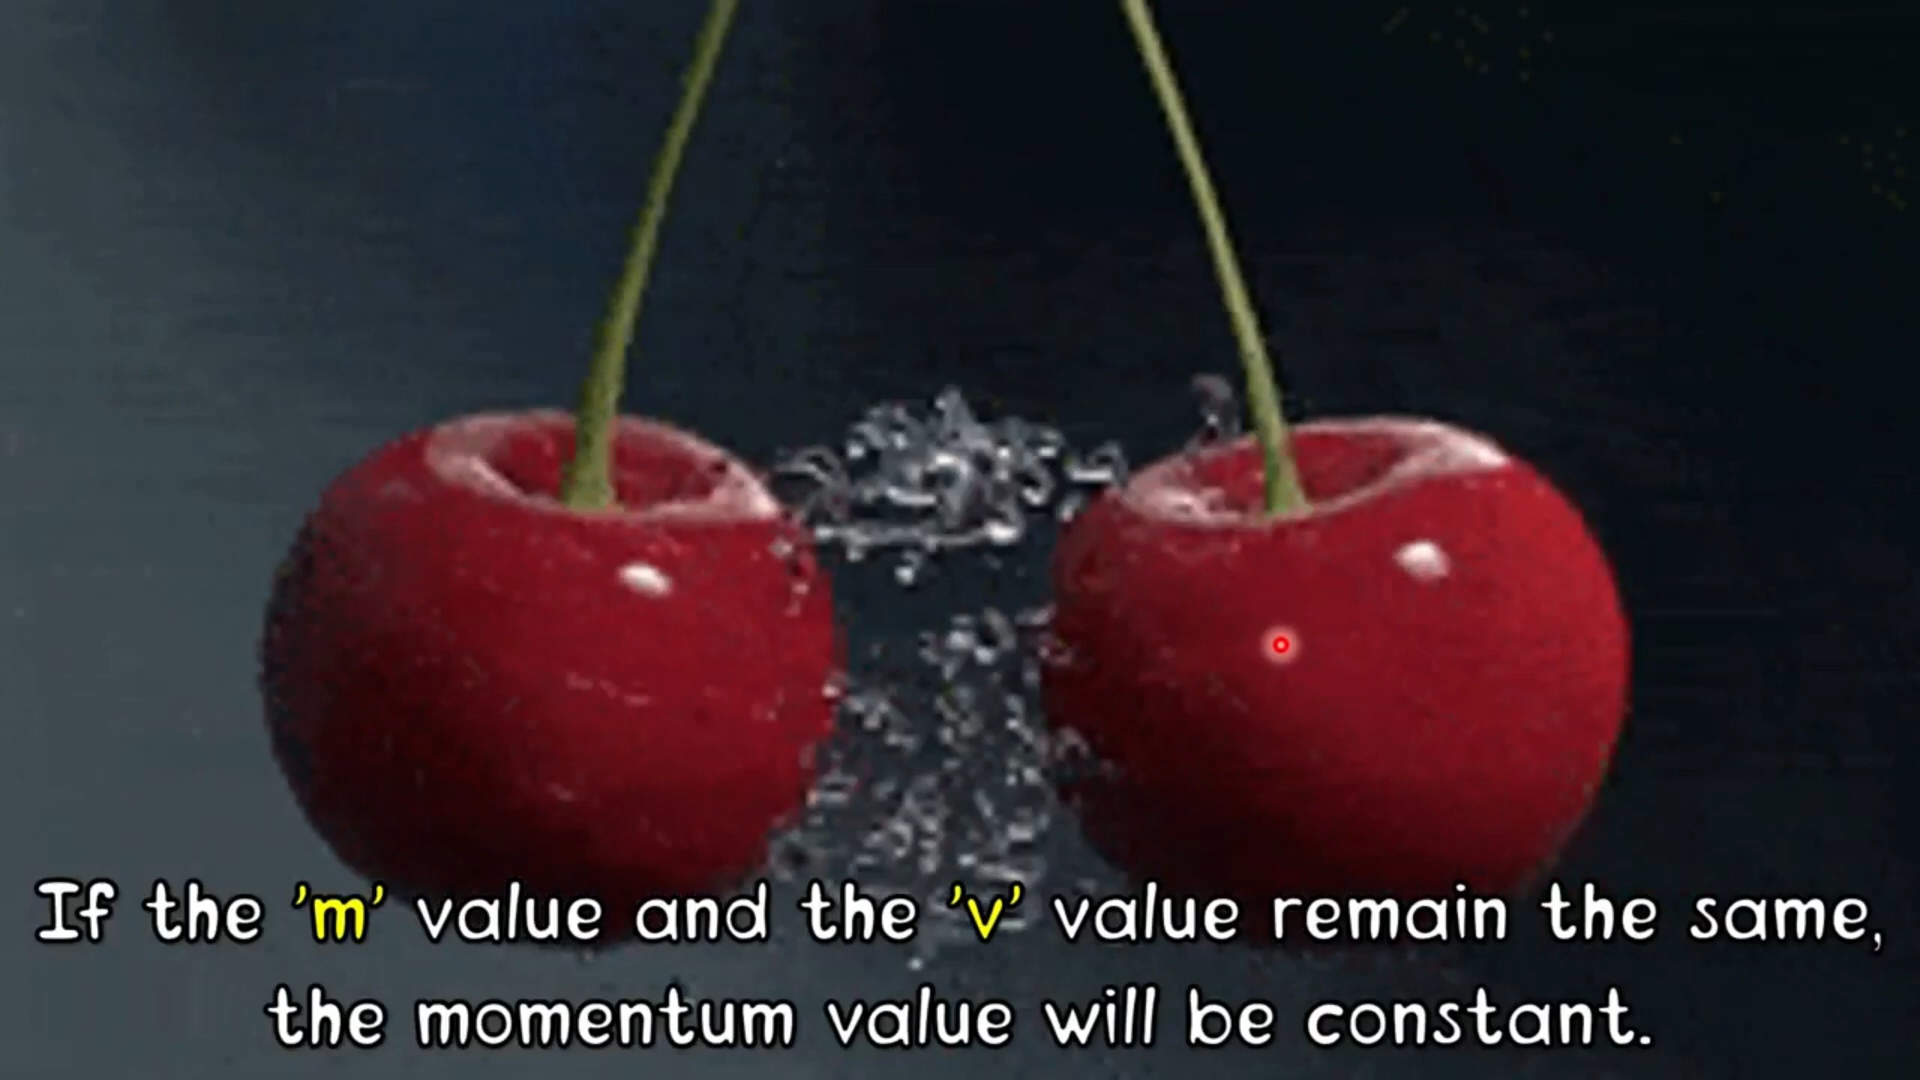 If the 'm' value and the 'v' value remain the same,
the momentum value will be constant.